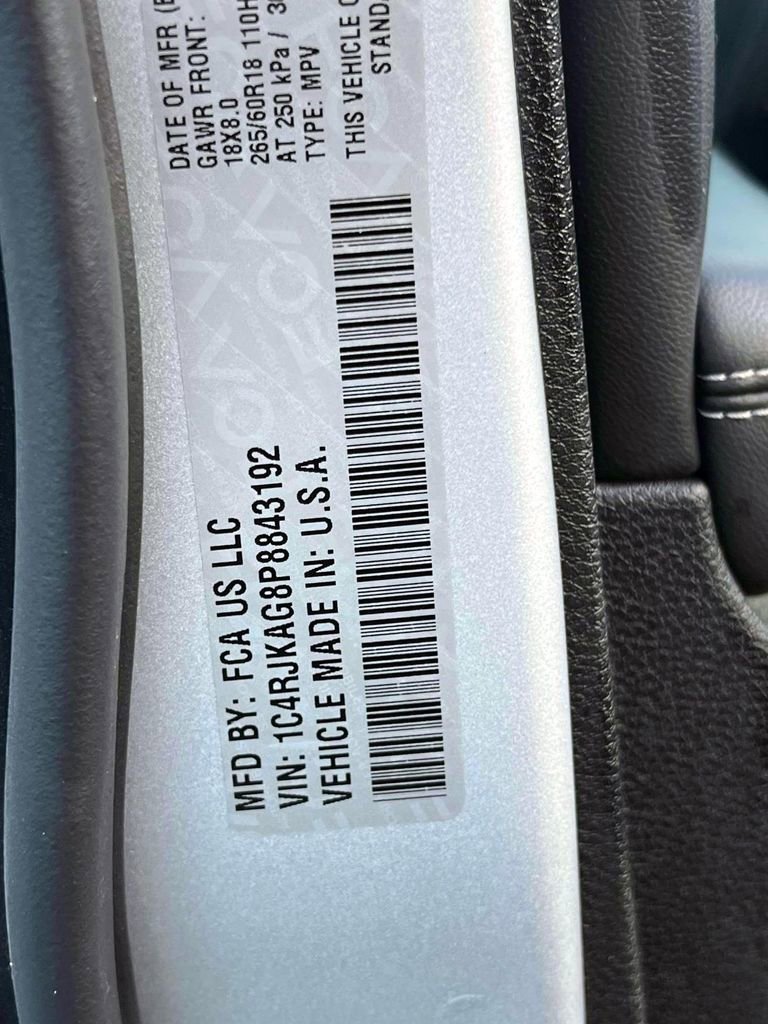 MFD BY: FCA US LLC
VIN: 1C4RJKAG8P8843192
VEHICLE MADE IN: U.S.A.
DATE OF MFR
GAWR FRONT:
18X8.0
265/60R18 110H
AT 250 kPa /
TYPE: MPV
THIS VEHICLE